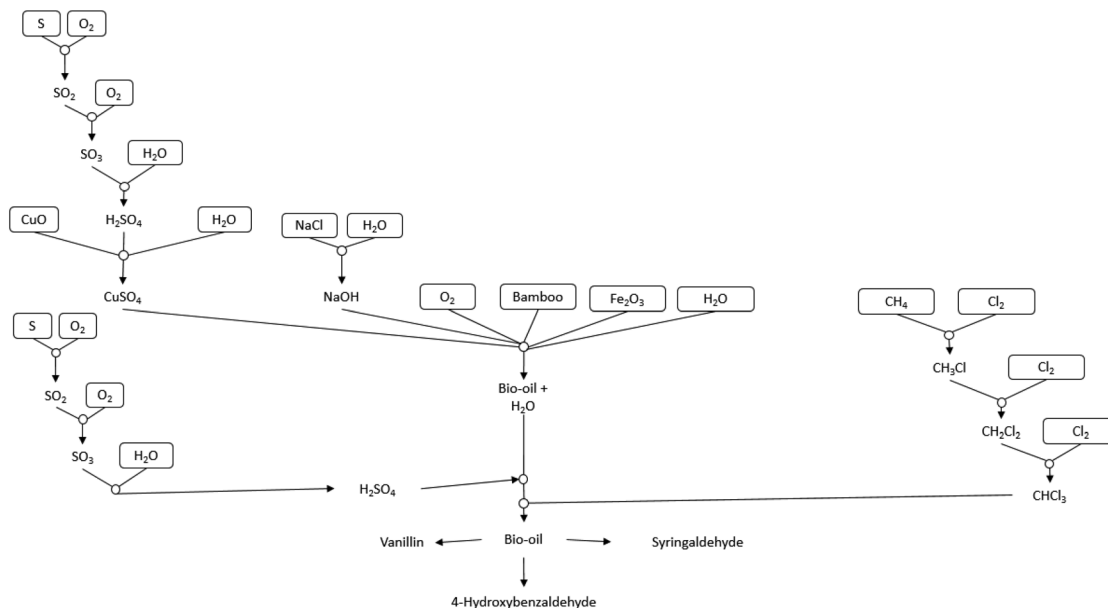 S O₂
SO₂ O₂
SO₃ H₂O
CuO H₂SO₄ H₂O NaCl H₂O
CuSO₄ NaOH O₂ Bamboo Fe₂O₃ H₂O CH₄ Cl₂
S O₂
CH₃Cl Cl₂
SO₂ O₂ Bio-oil +
H₂O
CH₂Cl₂ Cl₂
SO₃ H₂O
H₂SO₄ CHCl₃
Vanillin Bio-oil Syringaldehyde
4-Hydroxybenzaldehyde